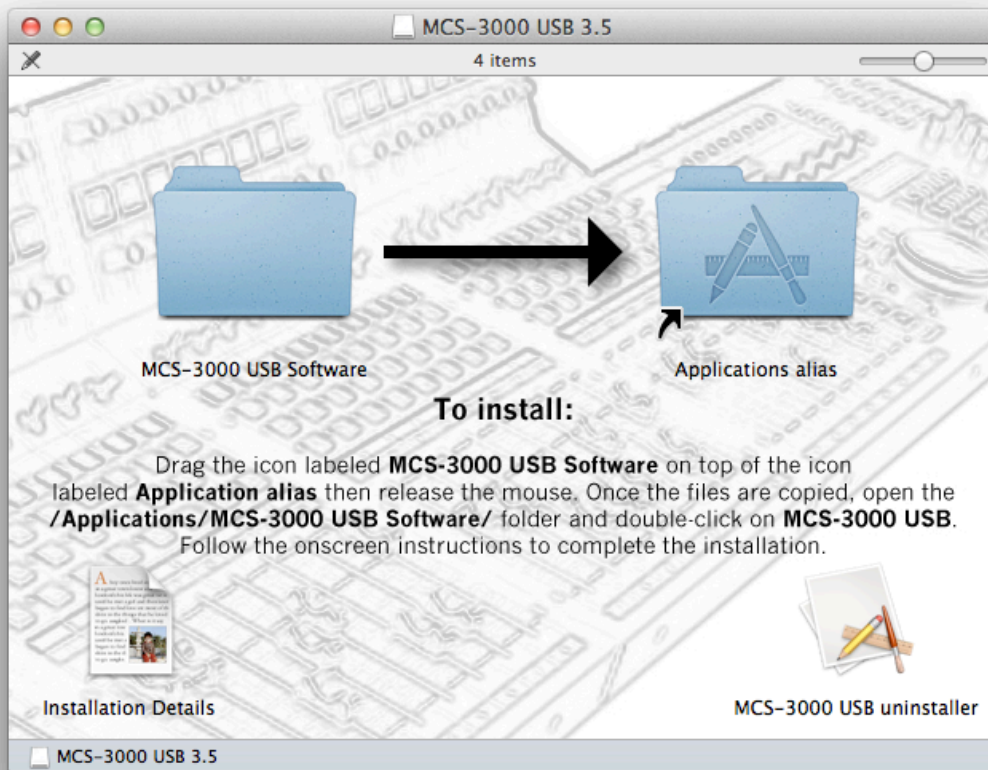 MCS-3000 USB 3.5
4 items
MCS-3000 USB Software
Applications alias
To install:
Drag the icon labeled MCS-3000 USB Software on top of the icon
labeled Application alias then release the mouse. Once the files are copied, open the
/Applications/MCS-3000 USB Software/ folder and double-click on MCS-3000 USB.
Follow the onscreen instructions to complete the installation.
Installation Details
MCS-3000 USB uninstaller
MCS-3000 USB 3.5